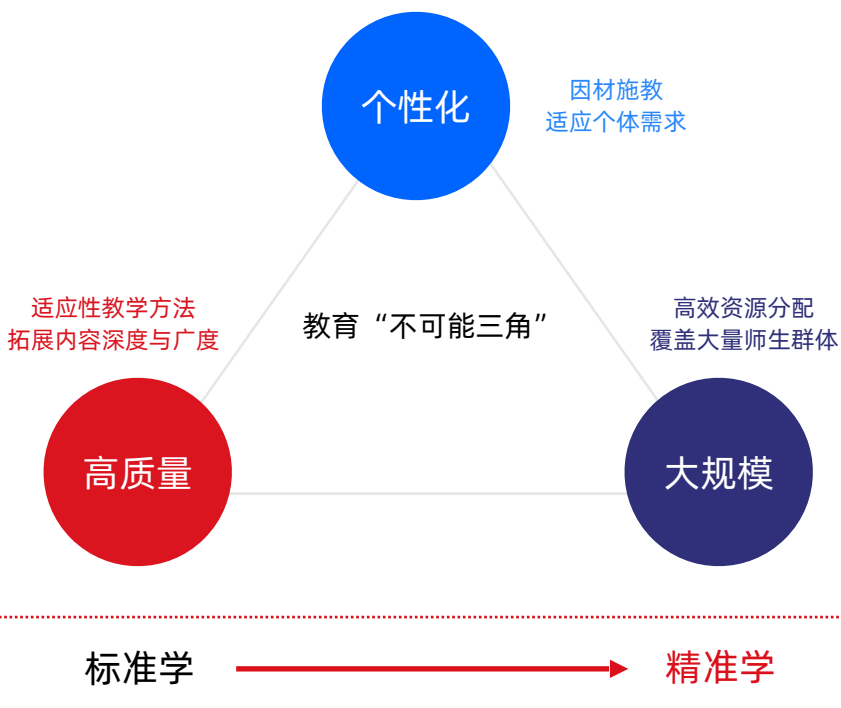 个性化
因材施教
适应个体需求
适应性教学方法
拓展内容深度与广度
教育“不可能三角”
高效资源分配
覆盖大量师生群体
高质量
大规模
标准学
精准学